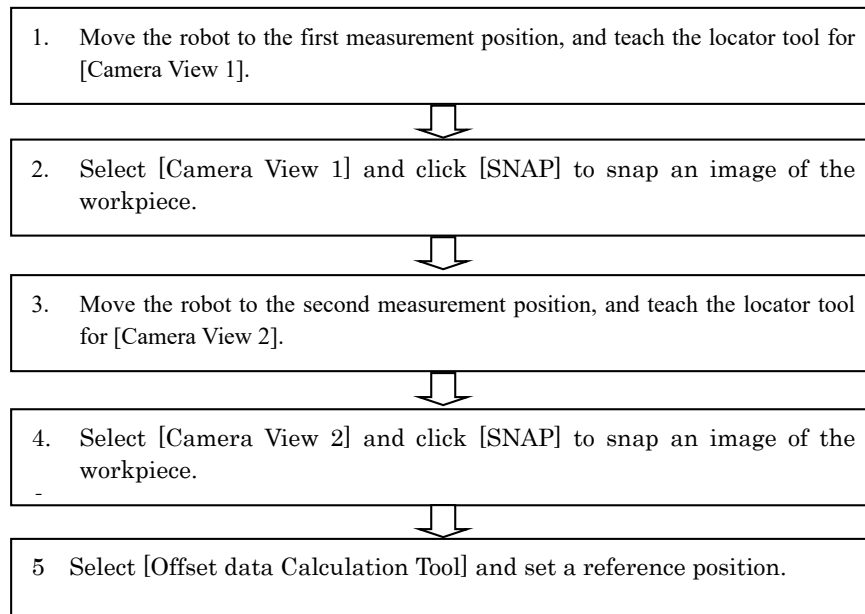 1. Move the robot to the first measurement position, and teach the locator tool for
[Camera View 1].
2. Select [Camera View 1] and click [SNAP] to snap an image of the
workpiece.
3. Move the robot to the second measurement position, and teach the locator tool
for [Camera View 2].
4. Select [Camera View 2] and click [SNAP] to snap an image of the
workpiece.
5 Select [Offset data Calculation Tool] and set a reference position.